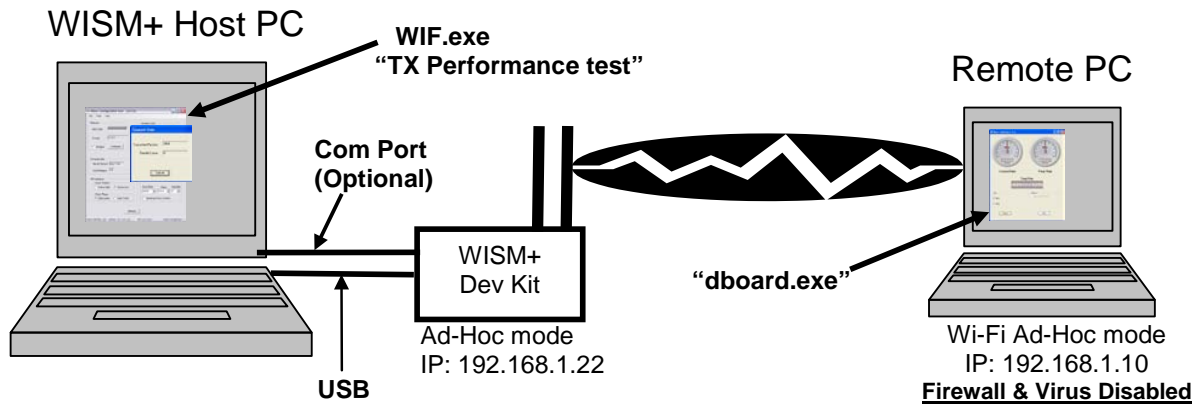 WISM+ Host PC
WIF.exe
“TX Performance test”
Remote PC
Com Port
(Optional)
WISM+
Dev Kit
“dboard.exe”
Ad-Hoc mode
IP: 192.168.1.22
USB
Wi-Fi Ad-Hoc mode
IP: 192.168.1.10
Firewall & Virus Disabled